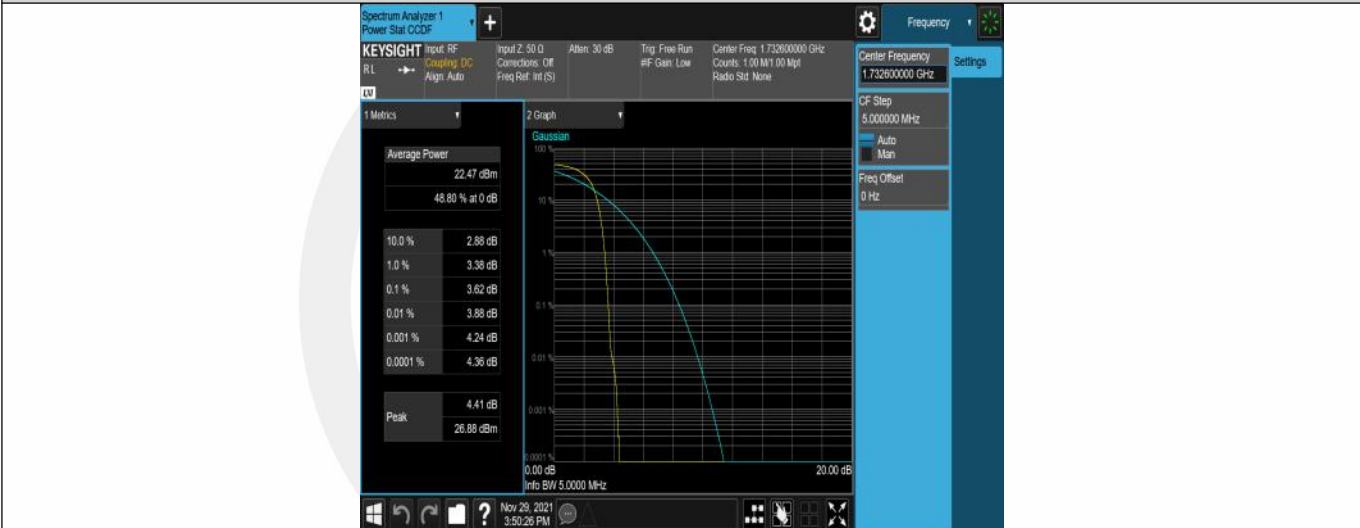 Spectrum Analyzer 1
Power Stat CCDF
+
Frequency
KEYSIGHT
RL
LXI
Input: RF
Coupling: DC
Align: Auto
Input Z: 50 Ω
Corrections: Off
Freq Ref: Int (S)
Atten: 30 dB
Trig: Free Run
#IF Gain: Low
Center Freq: 1.732600000 GHz
Counts: 1.00 M/1.00 Mpt
Radio Std: None
Center Frequency
1.732600000 GHz
Settings
CF Step
5.000000 MHz
Auto
Man
Freq Offset
0 Hz
1 Metrics
Average Power
22.47 dBm
48.80 % at 0 dB
10.0 % 2.88 dB
1.0 % 3.38 dB
0.1 % 3.62 dB
0.01 % 3.88 dB
0.001 % 4.24 dB
0.0001 % 4.36 dB
Peak
4.41 dB
26.88 dBm
2 Graph
Gaussian
100 %
10 %
1 %
0.1 %
0.01 %
0.001 %
0.0001 %
0.00 dB 20.00 dB
Info BW 5.0000 MHz
?
Nov 29, 2021
3:50:26 PM